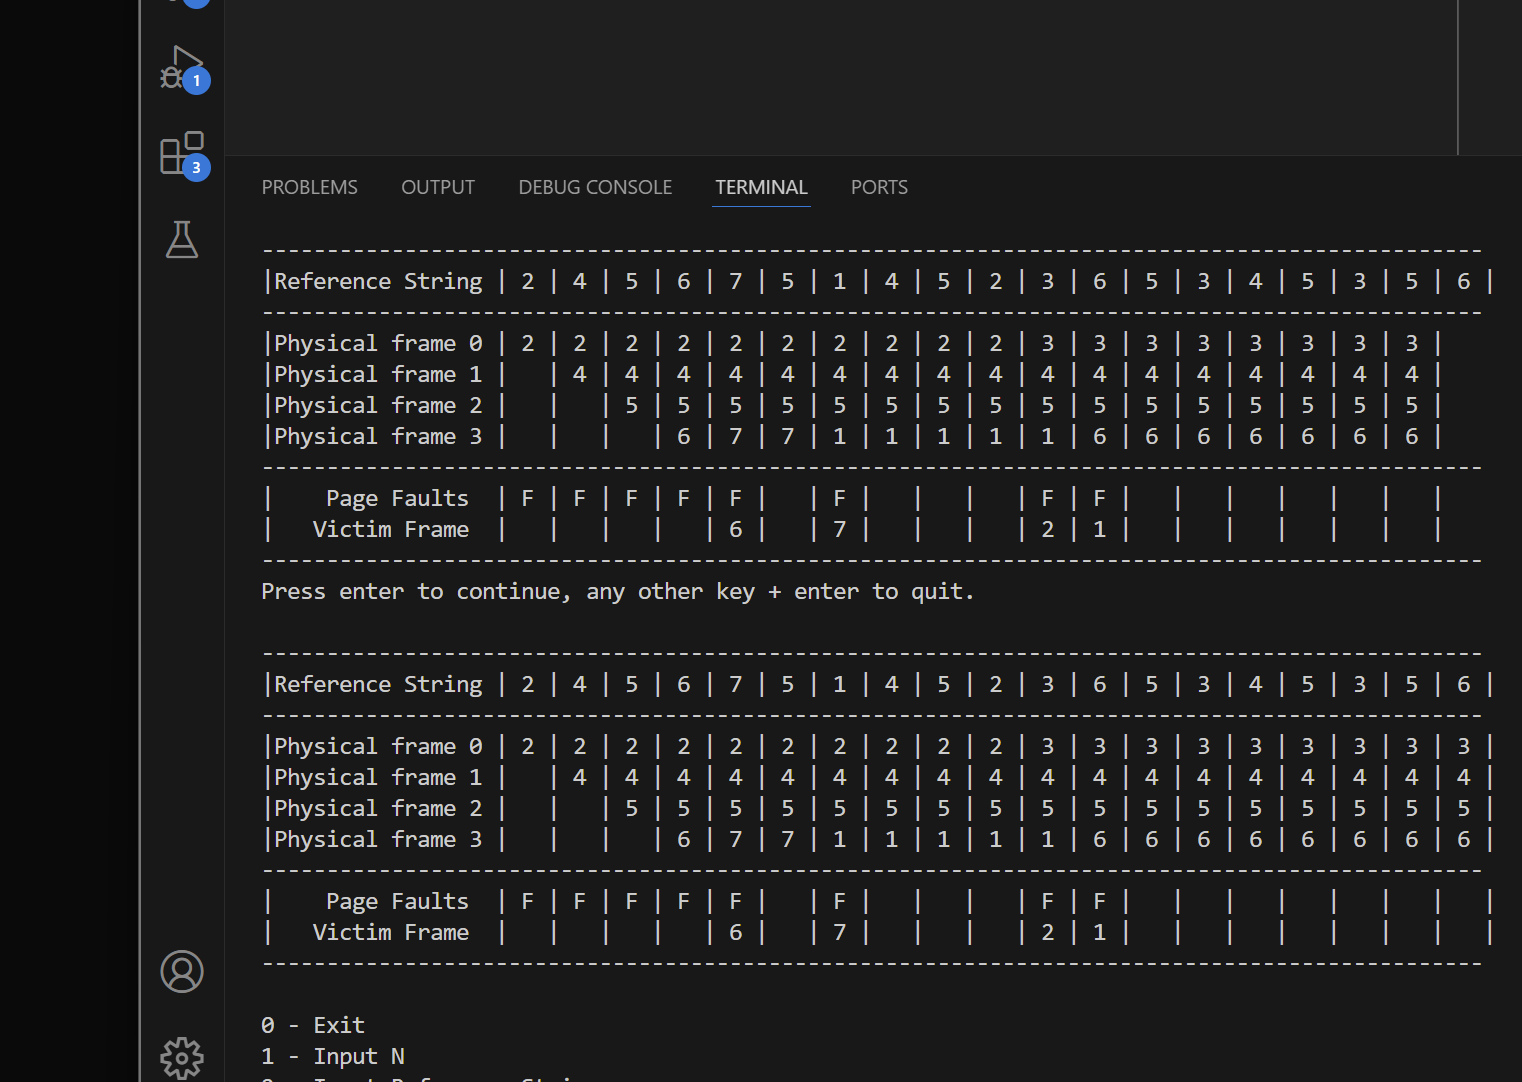 1
3
PROBLEMS OUTPUT DEBUG CONSOLE TERMINAL PORTS
----------------------------------------------------------------------------------------------
|Reference String | 2 | 4 | 5 | 6 | 7 | 5 | 1 | 4 | 5 | 2 | 3 | 6 | 5 | 3 | 4 | 5 | 3 | 5 | 6 |
----------------------------------------------------------------------------------------------
|Physical frame 0 | 2 | 2 | 2 | 2 | 2 | 2 | 2 | 2 | 2 | 2 | 3 | 3 | 3 | 3 | 3 | 3 | 3 | 3 |
|Physical frame 1 |   | 4 | 4 | 4 | 4 | 4 | 4 | 4 | 4 | 4 | 4 | 4 | 4 | 4 | 4 | 4 | 4 | 4 |
|Physical frame 2 |   |   | 5 | 5 | 5 | 5 | 5 | 5 | 5 | 5 | 5 | 5 | 5 | 5 | 5 | 5 | 5 | 5 |
|Physical frame 3 |   |   |   | 6 | 7 | 7 | 1 | 1 | 1 | 1 | 1 | 6 | 6 | 6 | 6 | 6 | 6 | 6 |
----------------------------------------------------------------------------------------------
|    Page Faults  | F | F | F | F | F |   | F |   |   |   | F | F |   |   |   |   |   |   |
|   Victim Frame  |   |   |   |   | 6 |   | 7 |   |   |   | 2 | 1 |   |   |   |   |   |   |
----------------------------------------------------------------------------------------------
Press enter to continue, any other key + enter to quit.
----------------------------------------------------------------------------------------------
|Reference String | 2 | 4 | 5 | 6 | 7 | 5 | 1 | 4 | 5 | 2 | 3 | 6 | 5 | 3 | 4 | 5 | 3 | 5 | 6 |
----------------------------------------------------------------------------------------------
|Physical frame 0 | 2 | 2 | 2 | 2 | 2 | 2 | 2 | 2 | 2 | 2 | 3 | 3 | 3 | 3 | 3 | 3 | 3 | 3 | 3 |
|Physical frame 1 |   | 4 | 4 | 4 | 4 | 4 | 4 | 4 | 4 | 4 | 4 | 4 | 4 | 4 | 4 | 4 | 4 | 4 | 4 |
|Physical frame 2 |   |   | 5 | 5 | 5 | 5 | 5 | 5 | 5 | 5 | 5 | 5 | 5 | 5 | 5 | 5 | 5 | 5 | 5 |
|Physical frame 3 |   |   |   | 6 | 7 | 7 | 1 | 1 | 1 | 1 | 1 | 6 | 6 | 6 | 6 | 6 | 6 | 6 | 6 |
----------------------------------------------------------------------------------------------
|    Page Faults  | F | F | F | F | F |   | F |   |   |   | F | F |   |   |   |   |   |   |   |
|   Victim Frame  |   |   |   |   | 6 |   | 7 |   |   |   | 2 | 1 |   |   |   |   |   |   |   |
----------------------------------------------------------------------------------------------
0 - Exit
1 - Input N